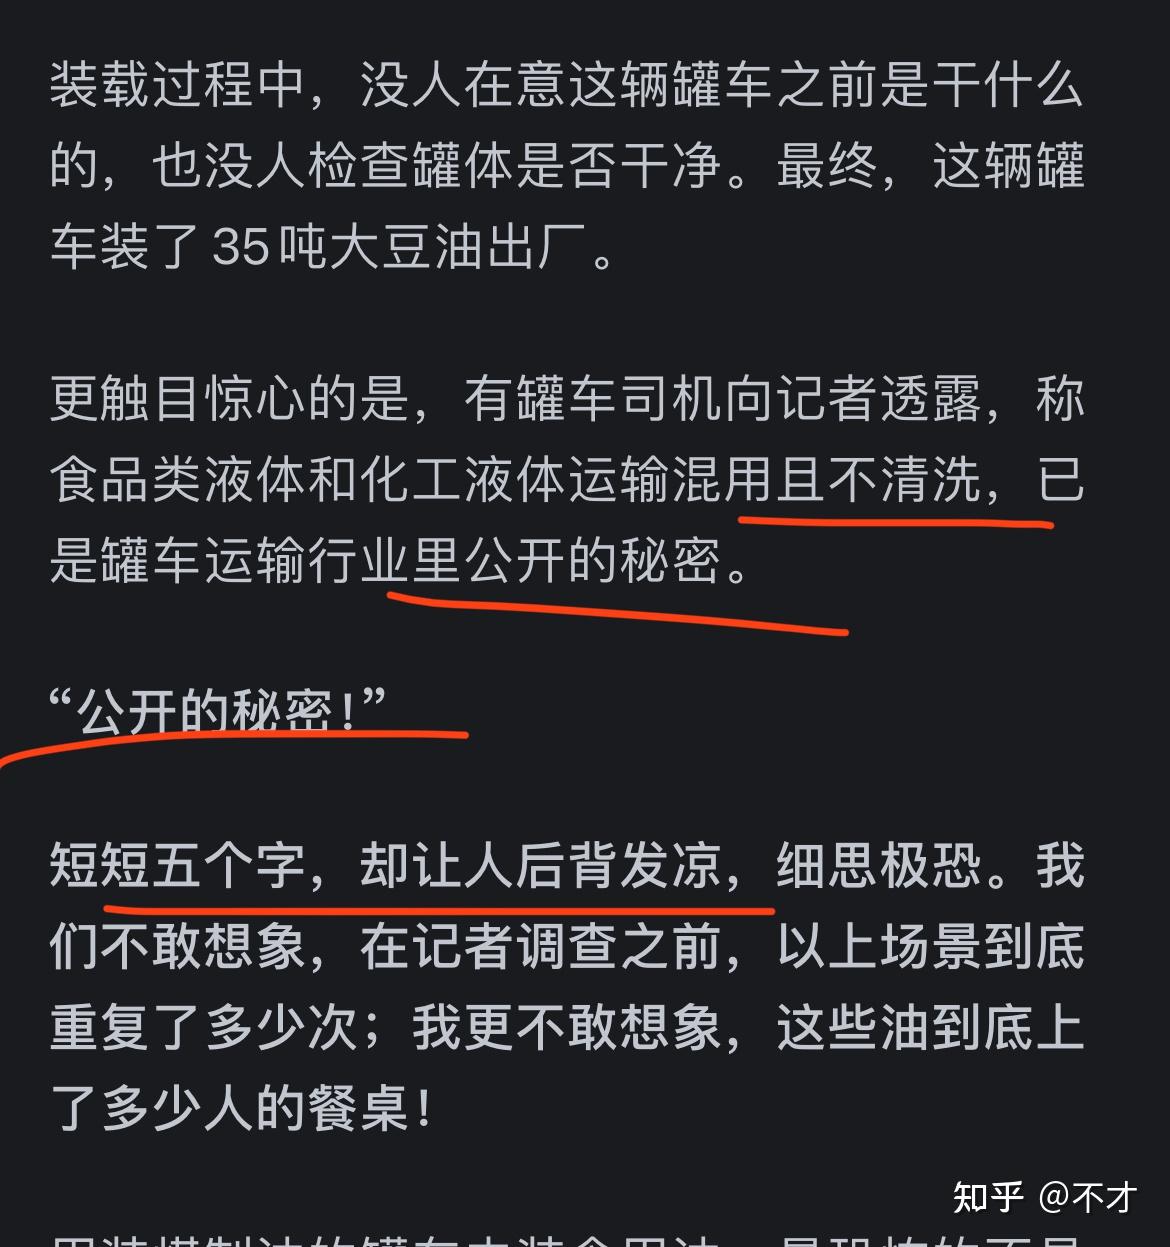 装载过程中，没人在意这辆罐车之前是干什么
的，也没人检查罐体是否干净。最终，这辆罐
车装了 35 吨大豆油出厂。
更触目惊心的是，有罐车司机向记者透露，称
食品类液体和化工液体运输混用且不清洗，已
是罐车运输行业里公开的秘密。
“公开的秘密！”
短短五个字，却让人后背发凉，细思极恐。我
们不敢想象，在记者调查之前，以上场景到底
重复了多少次；我更不敢想象，这些油到底上
了多少人的餐桌！
知乎 @不才